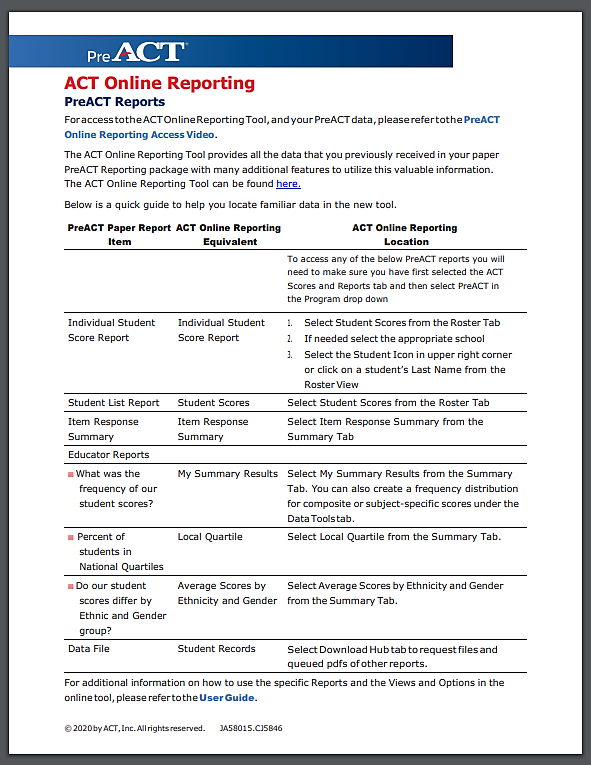 PreACT
ACT Online Reporting
PreACT Reports
For access to the ACT Online Reporting Tool, and your PreACT data, please refer to the PreACT
Online Reporting Access Video.
The ACT Online Reporting Tool provides all the data that you previously received in your paper
PreACT Reporting package with many additional features to utilize this valuable information.
The ACT Online Reporting Tool can be found here.
Below is a quick guide to help you locate familiar data in the new tool.
PreACT Paper Report ACT Online Reporting ACT Online Reporting
Item Equivalent Location
To access any of the below PreACT reports you will
need to make sure you have first selected the ACT
Scores and Reports tab and then select PreACT in
the Program drop down
Individual Student Individual Student 1. Select Student Scores from the Roster Tab
Score Report Score Report 2. If needed select the appropriate school
3. Select the Student Icon in upper right corner
or click on a student's Last Name from the
Roster View
Student List Report Student Scores Select Student Scores from the Roster Tab
Item Response Item Response Select Item Response Summary from the
Summary Summary Summary Tab
Educator Reports
What was the My Summary Results Select My Summary Results from the Summary
frequency of our Tab. You can also create a frequency distribution
student scores? for composite or subject-specific scores under the
Data Tools tab.
Percent of Local Quartile Select Local Quartile from the Summary Tab.
students in
National Quartiles
Do our student Average Scores by Select Average Scores by Ethnicity and Gender
scores differ by Ethnicity and Gender from the Summary Tab.
Ethnic and Gender
group?
Data File Student Records Select Download Hub tab to request files and
queued pdfs of other reports.
For additional information on how to use the specific Reports and the Views and Options in the
online tool, please refer to the User Guide.
© 2020 by ACT, Inc. All rights reserved. JA58015.CJ5846